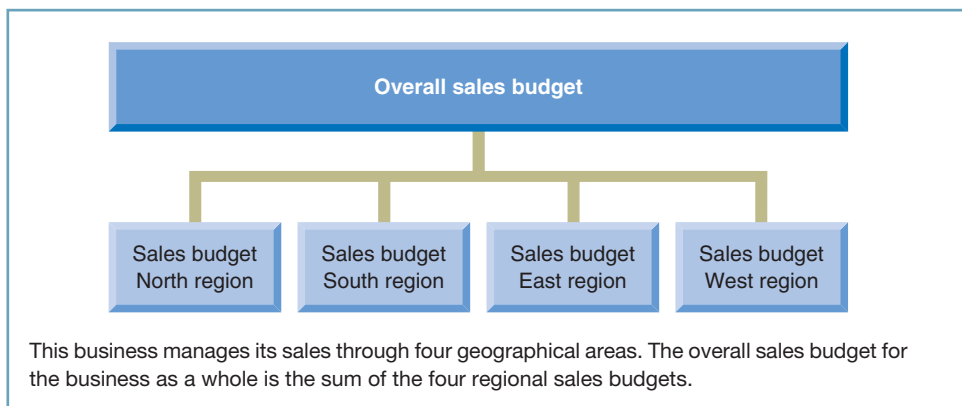 Overall sales budget
Sales budget
North region
Sales budget
South region
Sales budget
East region
Sales budget
West region
This business manages its sales through four geographical areas. The overall sales budget for
the business as a whole is the sum of the four regional sales budgets.